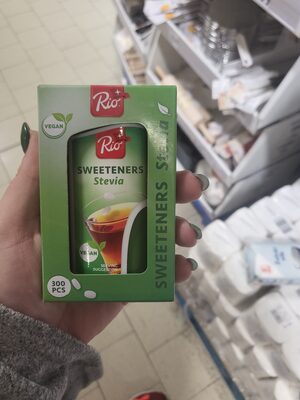 Rio
VEGAN
Rio
SWEETENERS
Stevia
SWEETENERS Stevia
VEGAN
300
PCS